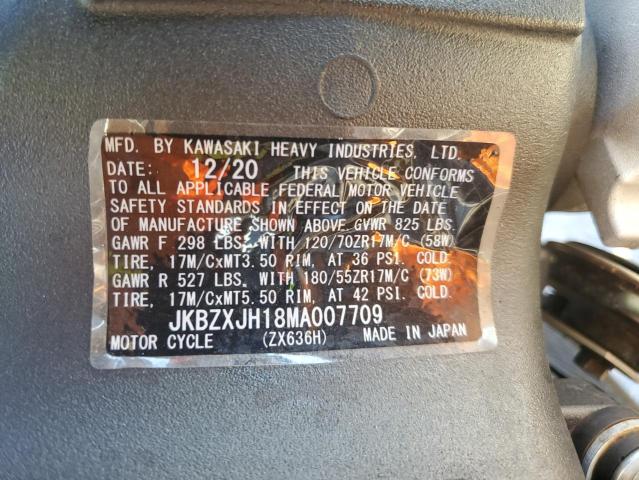 MFD. BY KAWASAKI HEAVY INDUSTRIES, LTD.
DATE: 12/20 THIS VEHICLE CONFORMS
TO ALL APPLICABLE FEDERAL MOTOR VEHICLE
SAFETY STANDARDS IN EFFECT ON THE DATE
OF MANUFACTURE SHOWN ABOVE. GVWR 825 LBS.
GAWR F 298 LBS. WITH 120/70ZR17M/C (58W)
TIRE, 17M/CxMT3.50 RIM, AT 36 PSI. COLD.
GAWR R 527 LBS. WITH 180/55ZR17M/C (73W)
TIRE, 17M/CxMT5.50 RIM, AT 42 PSI. COLD.
JKBZXJH18MA007709
MOTOR CYCLE (ZX636H) MADE IN JAPAN